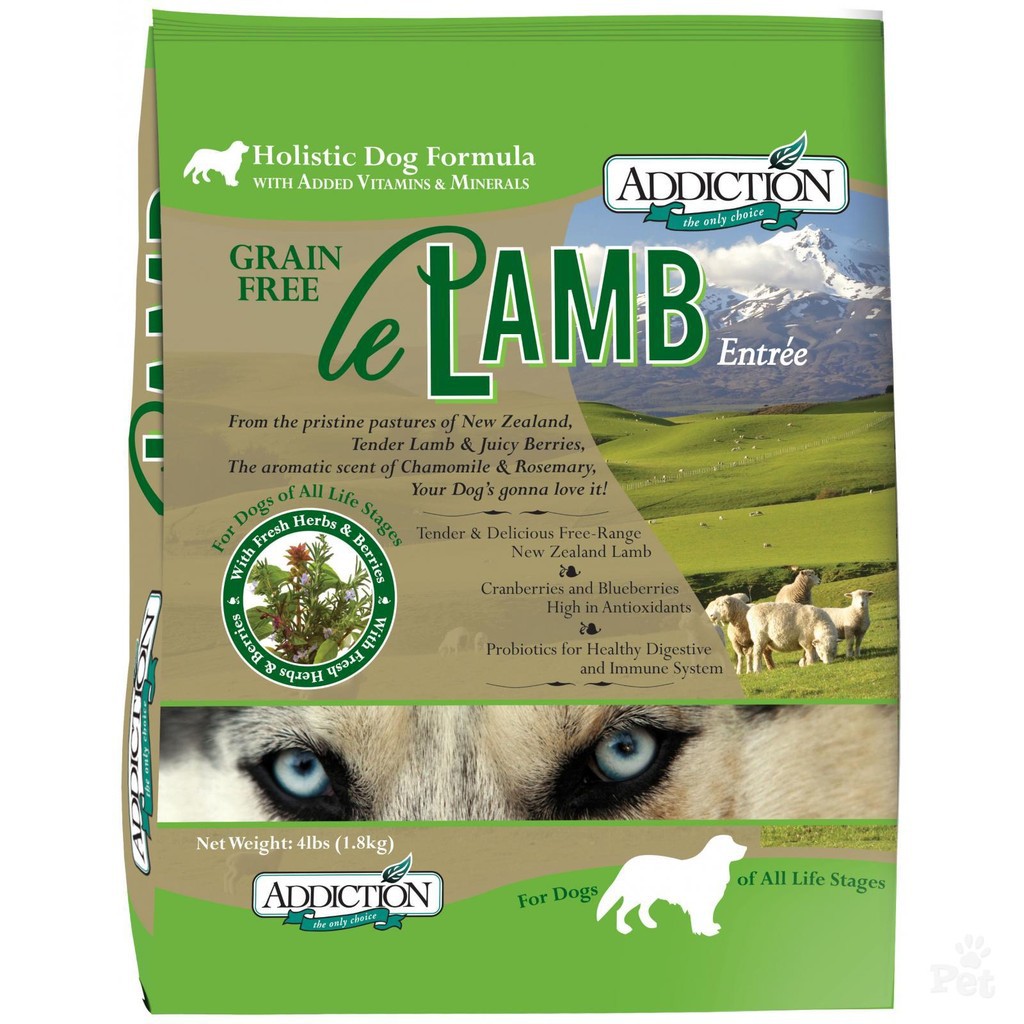 Holistic Dog Formula
WITH ADDED VITAMINS & MINERALS
ADDICTION
the only choice
GRAIN
FREE
le LAMB
Entrée
From the pristine pastures of New Zealand,
Tender Lamb & Juicy Berries,
The aromatic scent of Chamomile & Rosemary,
Your Dog's gonna love it!
For Dogs of All Life Stages
With Fresh Herbs & Berries
With Fresh Herbs & Berries
Tender & Delicious Free-Range
New Zealand Lamb
Cranberries and Blueberries
High in Antioxidants
Probiotics for Healthy Digestive
and Immune System
Net Weight: 4lbs (1.8kg)
ADDICTION
the only choice
For Dogs of All Life Stages
LAMB
ADDICTION
the only choice
Pet